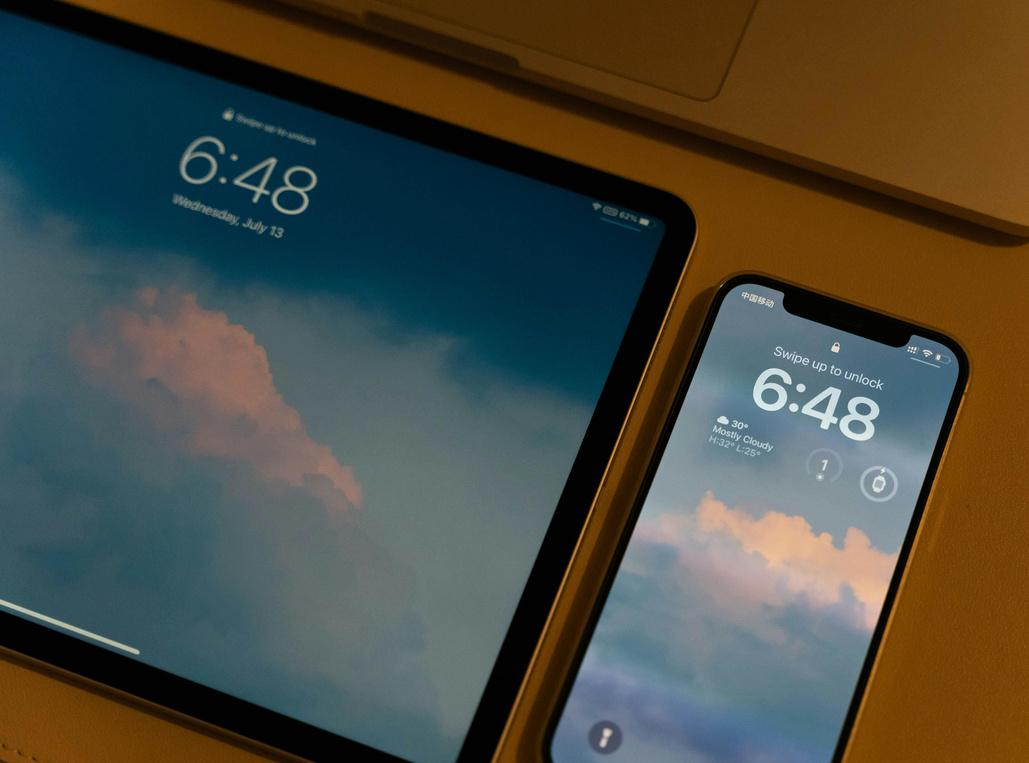 Swipe up to unlock
6:48
Wednesday, July 13
62%
中国移动
Swipe up to unlock
6:48
30°
Mostly Cloudy
H:32° L:25°
1